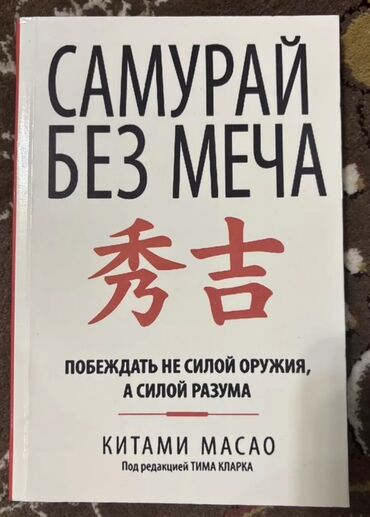 САМУРАЙ
БЕЗ МЕЧА
秀吉
ПОБЕЖДАТЬ НЕ СИЛОЙ ОРУЖИЯ,
А СИЛОЙ РАЗУМА
КИТАМИ МАСАО
Под редакцией ТИМА КЛАРКА